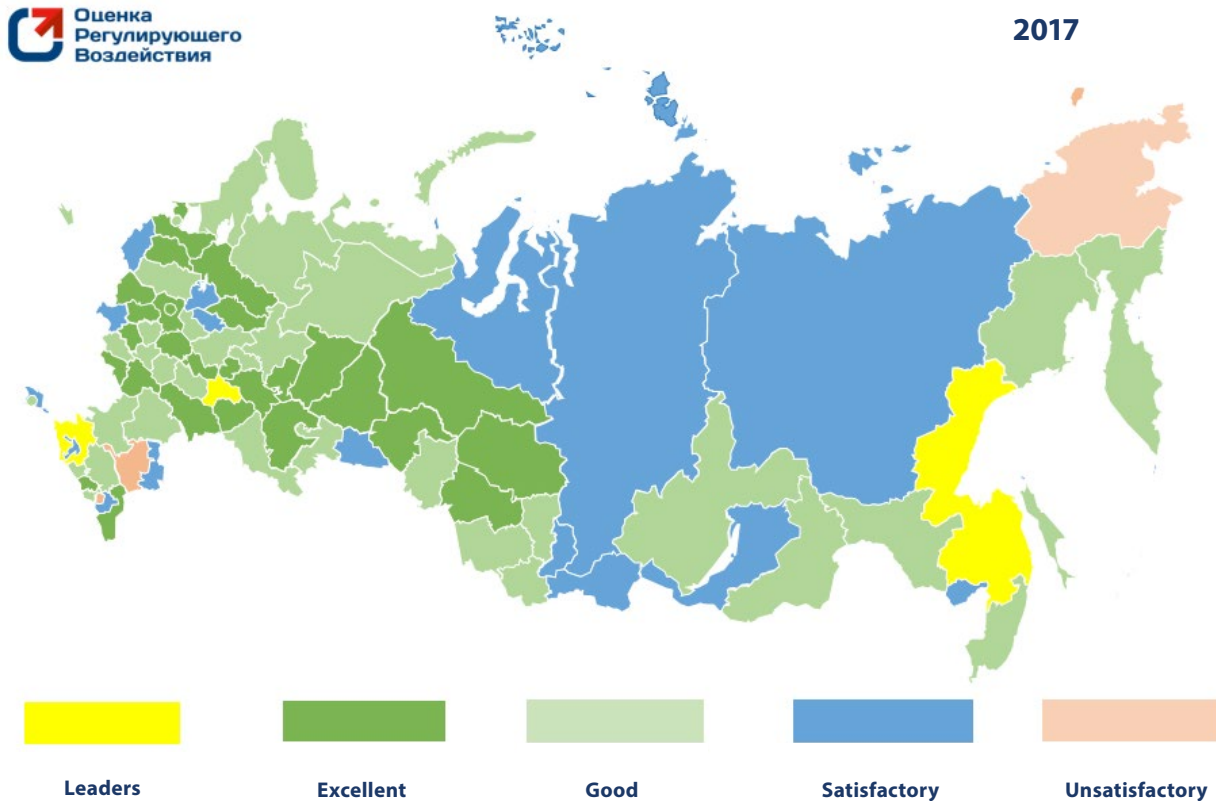 Оценка
Регулирующего
Воздействия
2017
Leaders
Excellent
Good
Satisfactory
Unsatisfactory